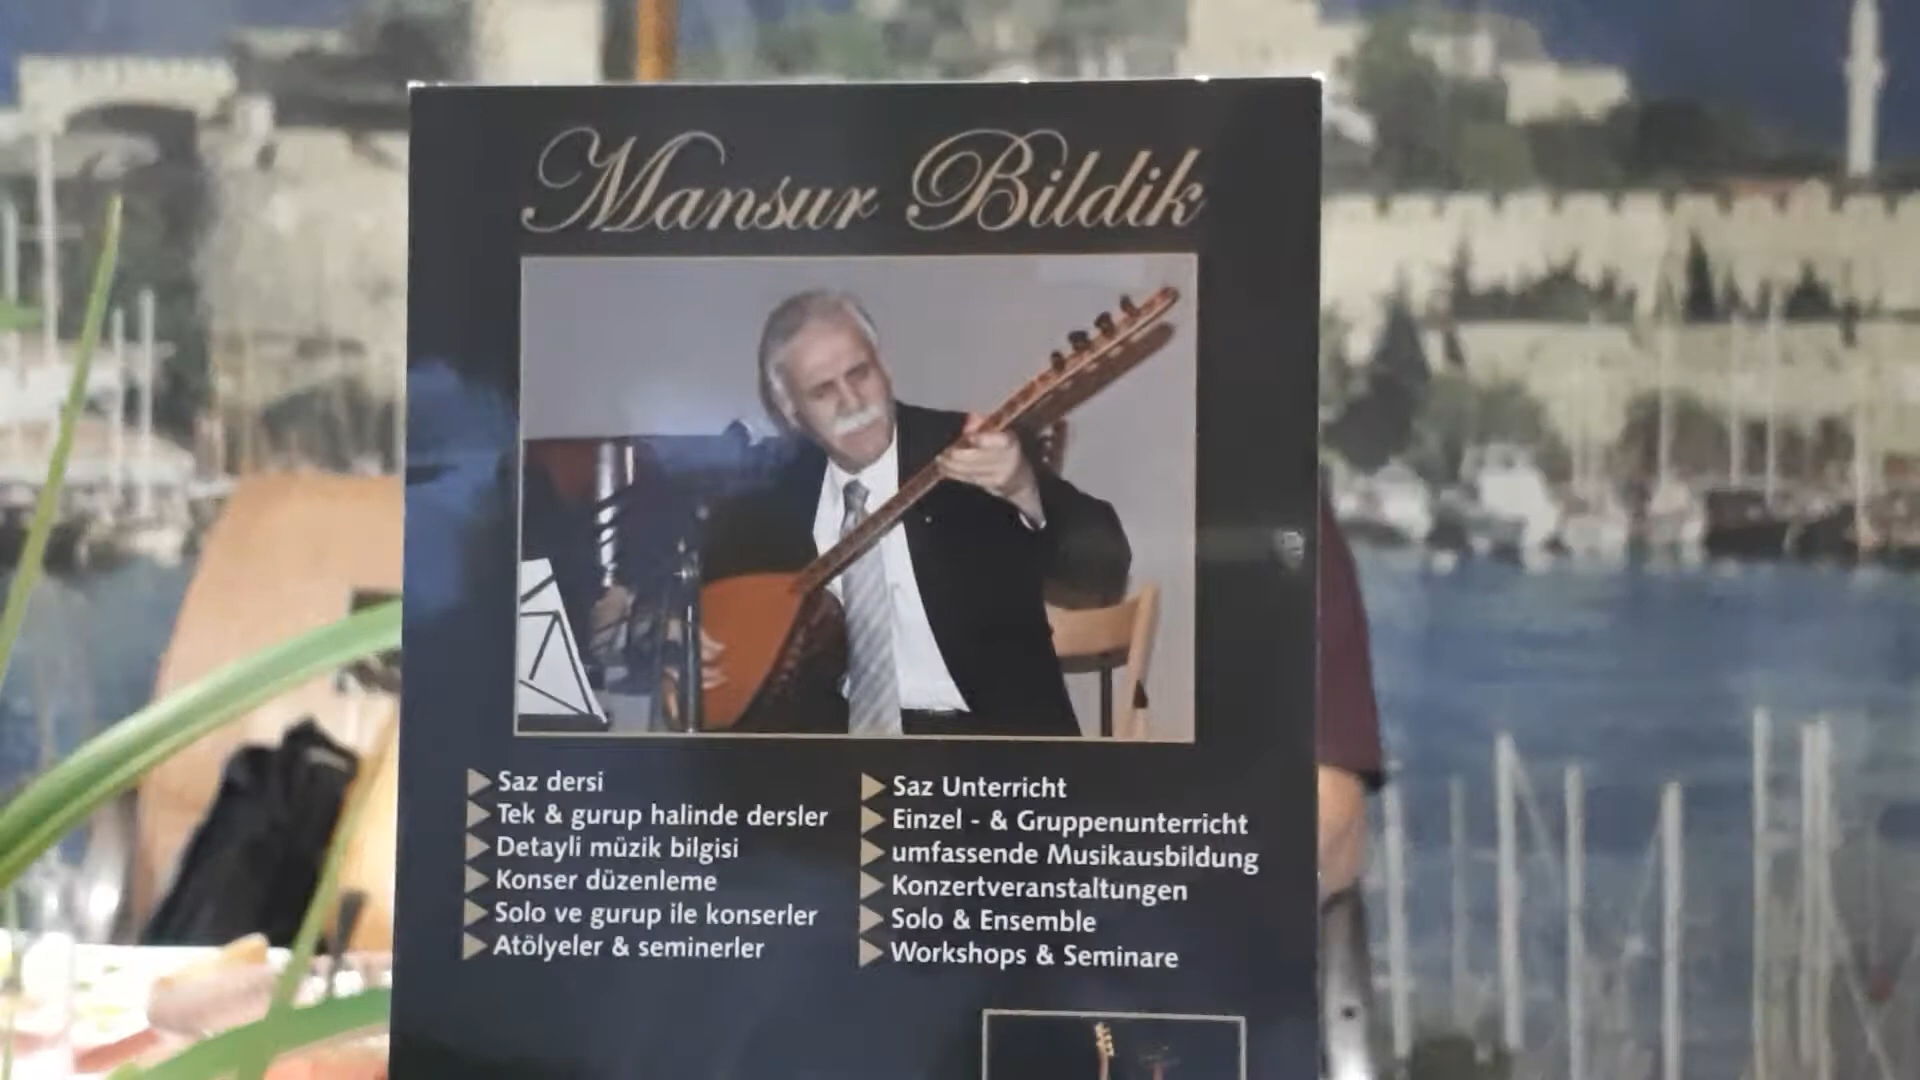 Mansur Bildik
Saz dersi
Tek & gurup halinde dersler
Detayli müzik bilgisi
Konser düzenleme
Solo ve gurup ile konserler
Atölyeler & seminerler
Saz Unterricht
Einzel - & Gruppenunterricht
umfassende Musikausbildung
Konzertveranstaltungen
Solo & Ensemble
Workshops & Seminare